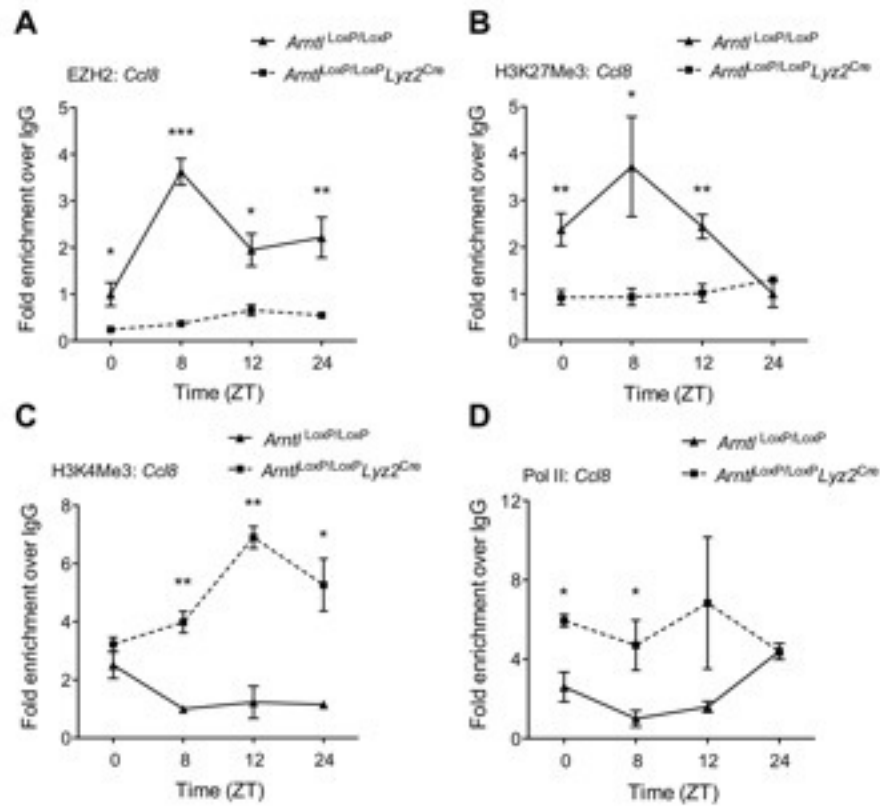 A
Arntl LoxP/LoxP
EZH2: Ccl8
Arntl LoxP/LoxP Lyz2 Cre
Fold enrichment over IgG
5
4
3
2
1
0
*
***
*
**
0 8 12 24
Time (ZT)
B
Arntl LoxP/LoxP
H3K27Me3: Ccl8
Arntl LoxP/LoxP Lyz2 Cre
Fold enrichment over IgG
5
4
3
2
1
0
**
*
**
0 8 12 24
Time (ZT)
C
Arntl LoxP/LoxP
H3K4Me3: Ccl8
Arntl LoxP/LoxP Lyz2 Cre
Fold enrichment over IgG
8
6
4
2
0
**
**
*
0 8 12 24
Time (ZT)
D
Arntl LoxP/LoxP
Pol II: Ccl8
Arntl LoxP/LoxP Lyz2 Cre
Fold enrichment over IgG
12
8
4
0
*
*
0 8 12 24
Time (ZT)